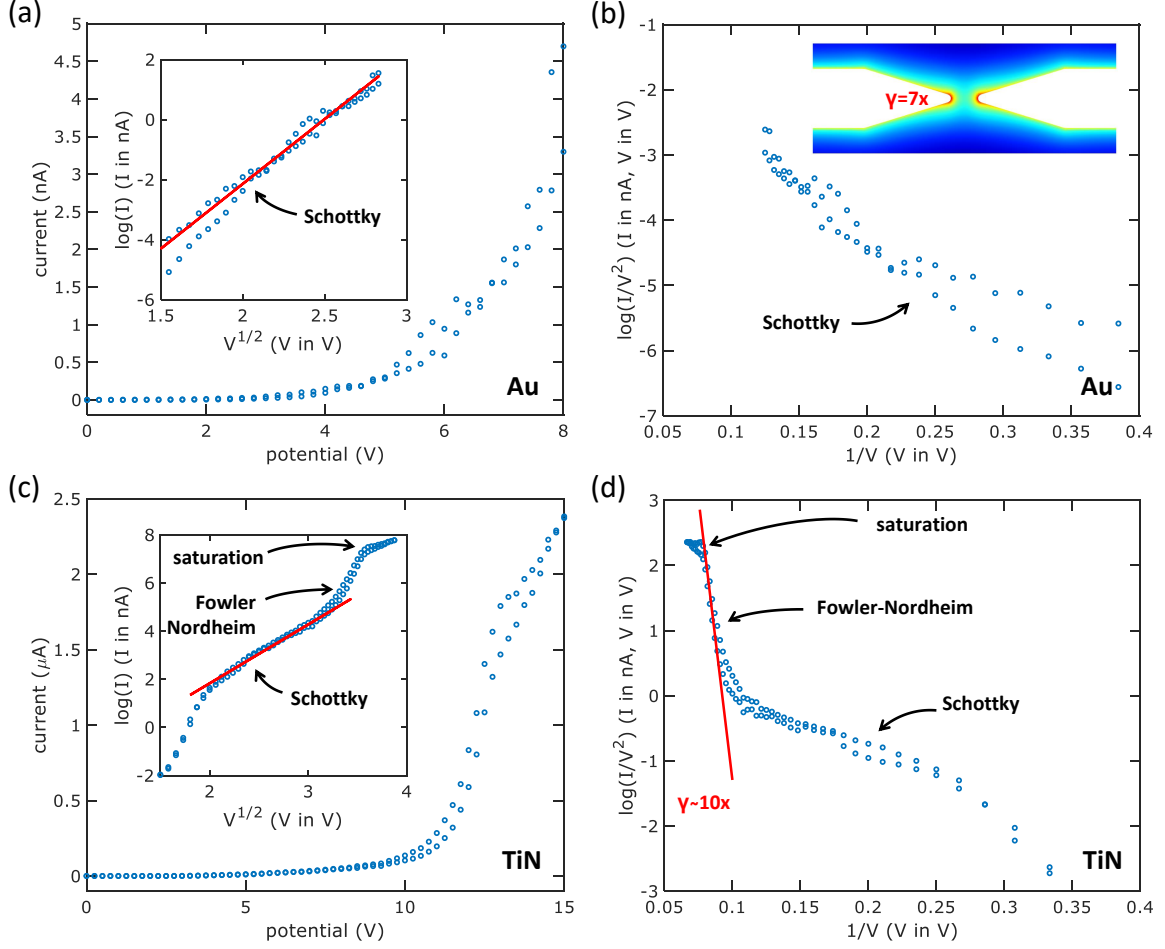 (a)
5
4.5
4
3.5
3
2.5
2
1.5
1
0.5
0
current (nA)
0 2 4 6 8
potential (V)
Au
2
0
-2
-4
-6
log(I) (I in nA)
1.5 2 2.5 3
V^1/2 (V in V)
Schottky
(b)
-1
-2
-3
-4
-5
-6
-7
log(I/V^2) (I in nA, V in V)
0.05 0.1 0.15 0.2 0.25 0.3 0.35 0.4
1/V (V in V)
γ=7x
Schottky
Au
(c)
2.5
2
1.5
1
0.5
0
current (μA)
0 5 10 15
potential (V)
TiN
8
6
4
2
0
-2
log(I) (I in nA)
2 3 4
V^1/2 (V in V)
saturation
Fowler
Nordheim
Schottky
(d)
3
2
1
0
-1
-2
-3
log(I/V^2) (I in nA, V in V)
0.05 0.1 0.15 0.2 0.25 0.3 0.35 0.4
1/V (V in V)
saturation
Fowler-Nordheim
Schottky
γ~10x
TiN